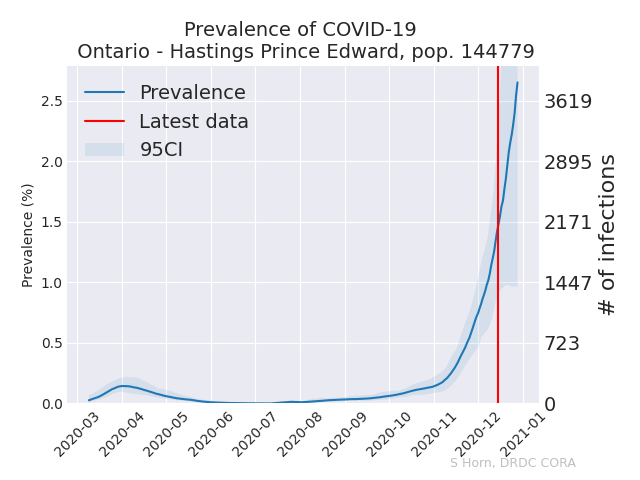 Prevalence of COVID-19
Ontario - Hastings Prince Edward, pop. 144779
Prevalence
Latest data
95CI
Prevalence (%)
2.5
2.0
1.5
1.0
0.5
0.0
3619
2895
2171
1447
723
0
# of infections
2020-03
2020-04
2020-05
2020-06
2020-07
2020-08
2020-09
2020-10
2020-11
2020-12
2021-01
S Horn, DRDC CORA